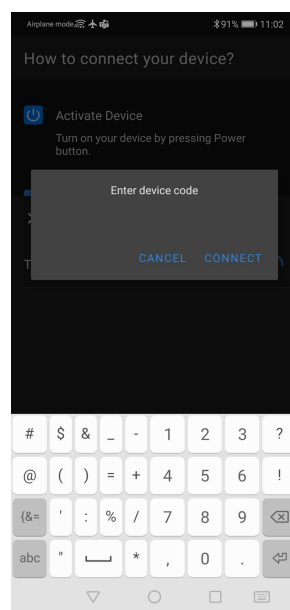 Airplane mode 91% 11:02
How to connect your device?
Activate Device
Turn on your device by pressing Power
button.
Enter device code
T
CANCEL CONNECT
# $ & _ - 1 2 3 ?
@ ( ) = + 4 5 6 !
{&= ' : % / 7 8 9
abc " * , 0 .